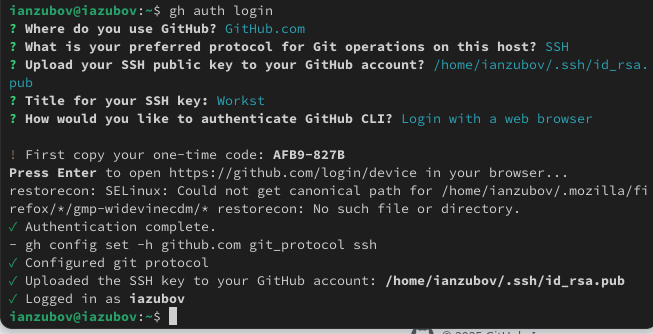 ianzubov@iazubov:~$ gh auth login
? Where do you use GitHub? GitHub.com
? What is your preferred protocol for Git operations on this host? SSH
? Upload your SSH public key to your GitHub account? /home/ianzubov/.ssh/id_rsa.
pub
? Title for your SSH key: Workst
? How would you like to authenticate GitHub CLI? Login with a web browser
! First copy your one-time code: AFB9-827B
Press Enter to open https://github.com/login/device in your browser...
restorecon: SELinux: Could not get canonical path for /home/ianzubov/.mozilla/fi
refox/*/gmp-widevinecdm/* restorecon: No such file or directory.
✓ Authentication complete.
- gh config set -h github.com git_protocol ssh
✓ Configured git protocol
✓ Uploaded the SSH key to your GitHub account: /home/ianzubov/.ssh/id_rsa.pub
✓ Logged in as iazubov
ianzubov@iazubov:~$